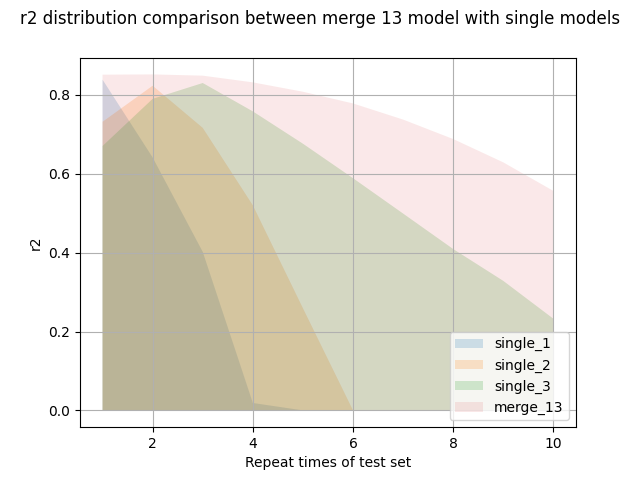 r2 distribution comparison between merge 13 model with single models
0.8
0.6
0.4
0.2
0.0
r2
2
4
6
8
10
Repeat times of test set
single_1
single_2
single_3
merge_13